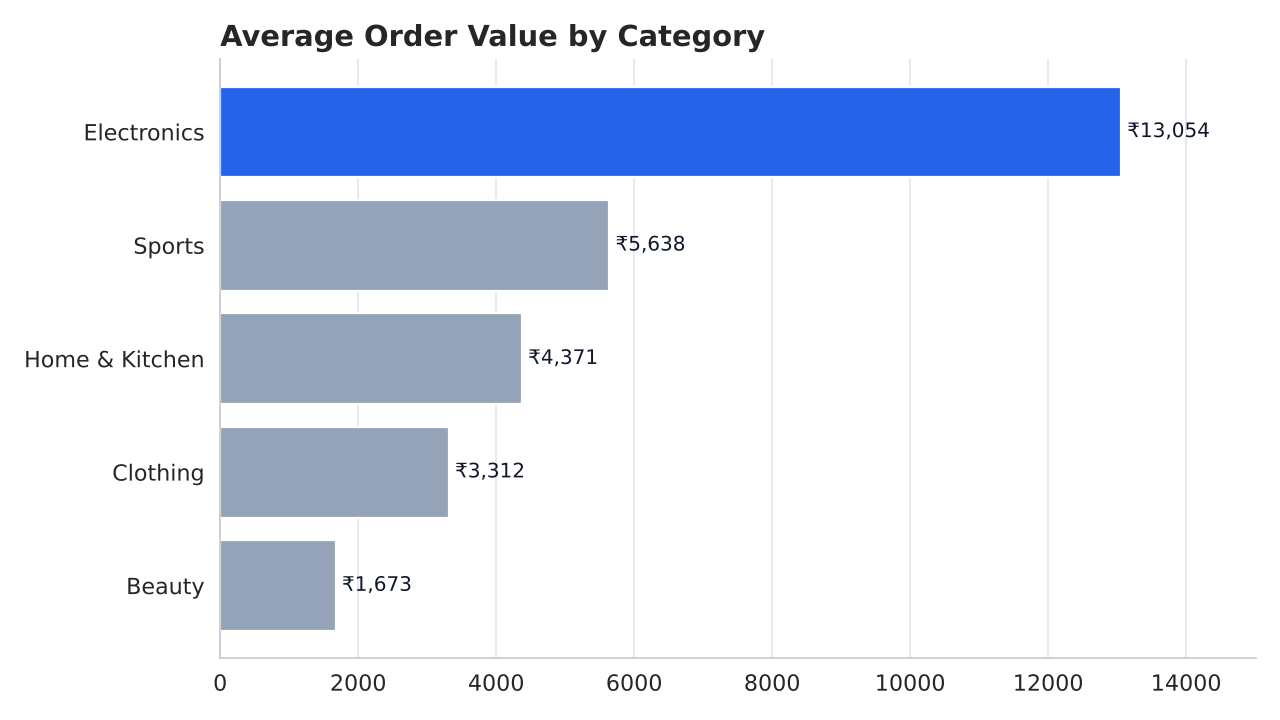 Average Order Value by Category
Electronics ₹13,054
Sports ₹5,638
Home & Kitchen ₹4,371
Clothing ₹3,312
Beauty ₹1,673
0 2000 4000 6000 8000 10000 12000 14000